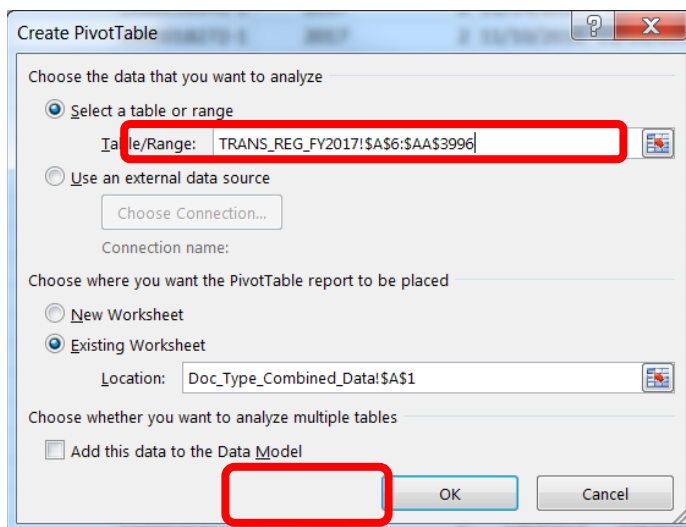 Create PivotTable
Choose the data that you want to analyze
Select a table or range
Table/Range: TRANS_REG_FY2017!$A$6:$AA$3996
Use an external data source
Choose Connection...
Connection name:
Choose where you want the PivotTable report to be placed
New Worksheet
Existing Worksheet
Location: Doc_Type_Combined_Data!$A$1
Choose whether you want to analyze multiple tables
Add this data to the Data Model
OK Cancel